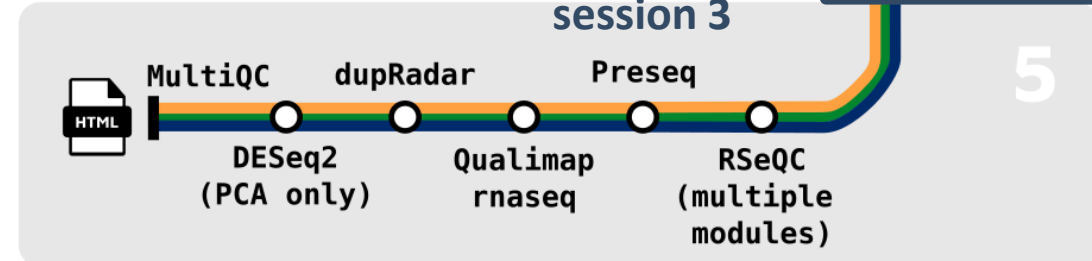 session 3
5
MultiQC
dupRadar
Preseq
HTML
DESeq2
(PCA only)
Qualimap
rnaseq
RSeQC
(multiple
modules)